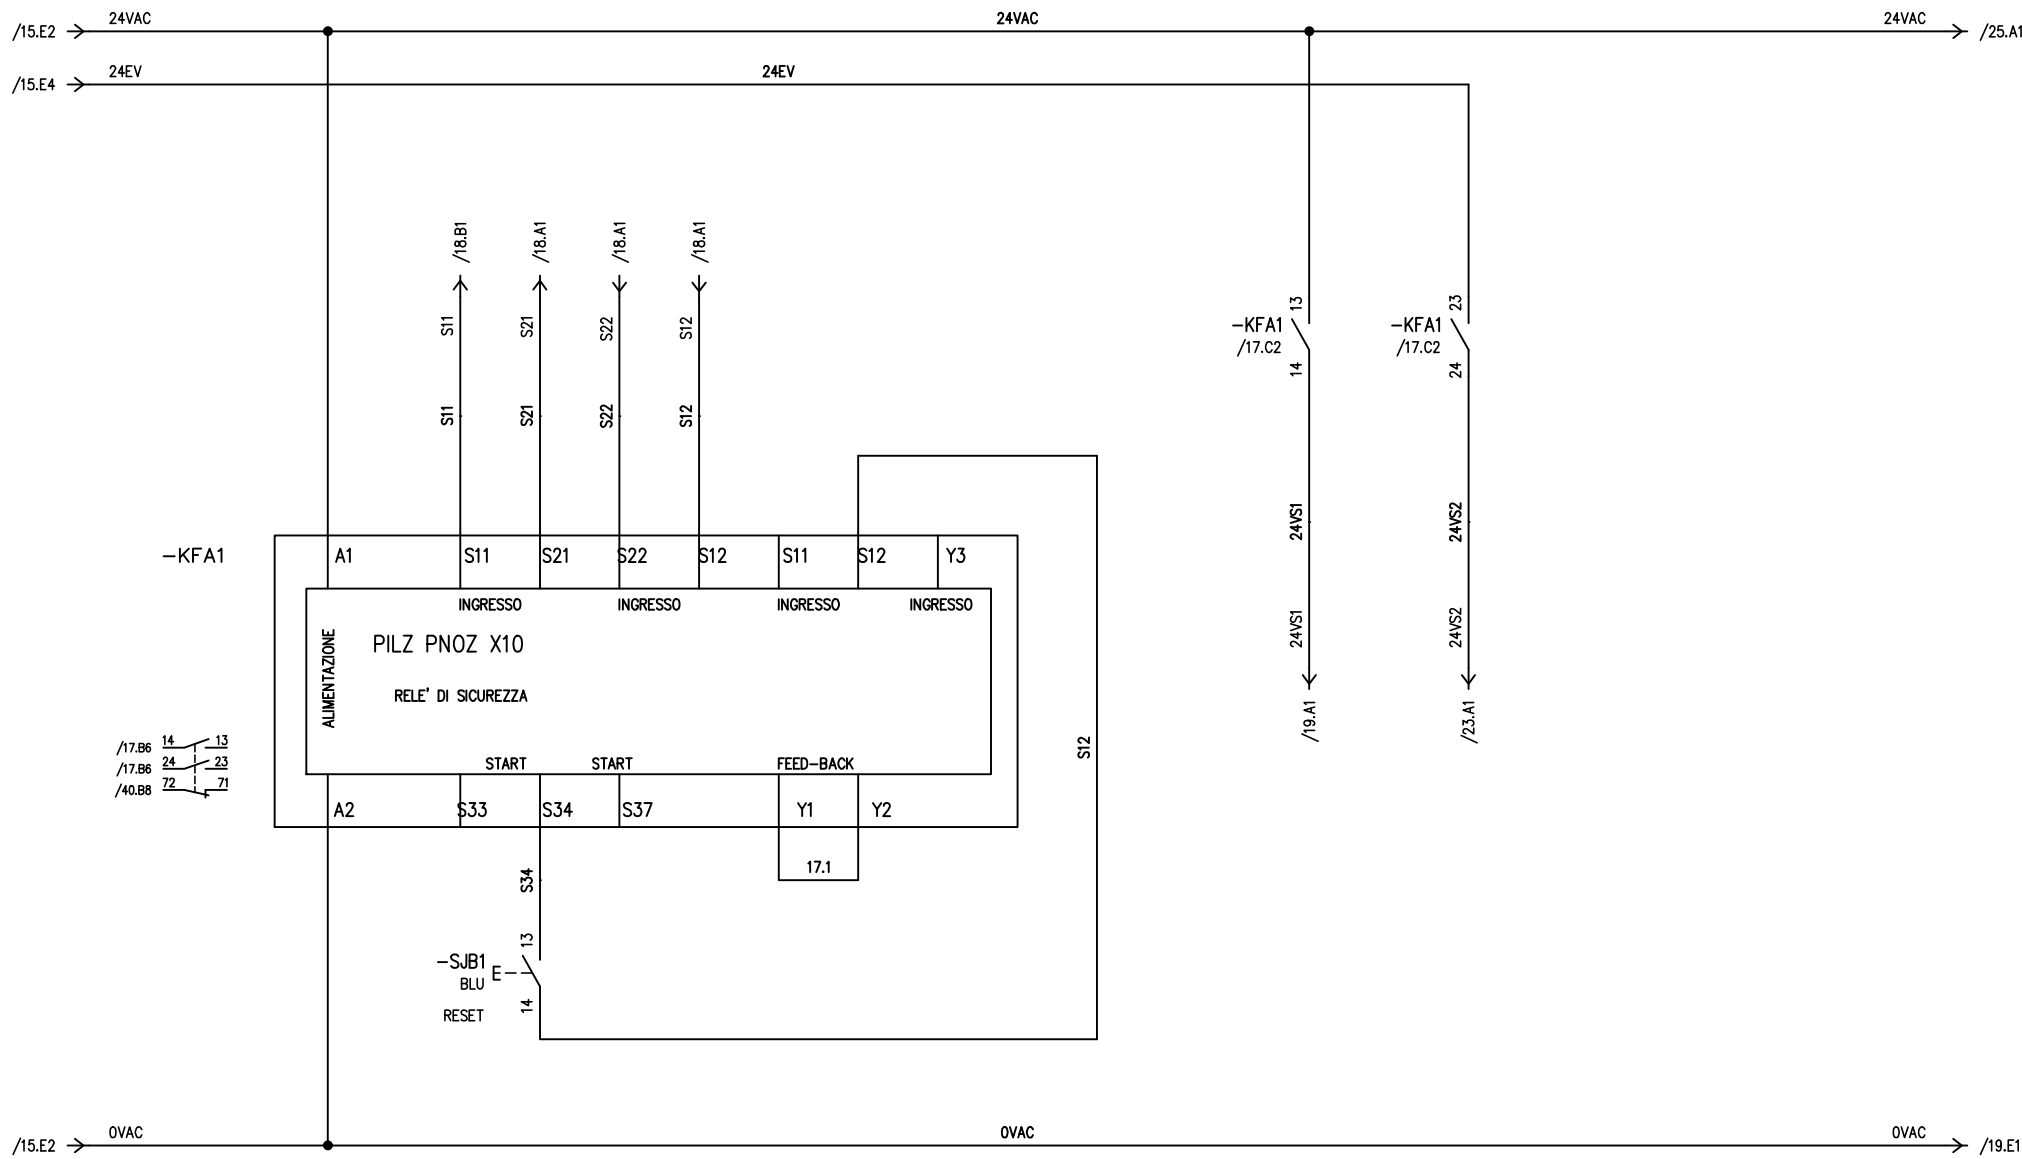 24VAC 24VAC 24VAC
/15.E2 /25.A1
24EV 24EV
/15.E4
/18.B1 /18.A1 /18.A1 /18.A1
S11 S21 S22 S12
13 23
-KFA1 -KFA1
/17.C2 /17.C2
14 24
S11 S21 S22 S12
24VS1 24VS2
-KFA1 A1 S11 S21 S22 S12 S11 S12 Y3
INGRESSO INGRESSO INGRESSO INGRESSO
24VS1 24VS2
ALIMENTAZIONE
PILZ PNOZ X10
RELE' DI SICUREZZA
/19.A1 /23.A1
S12
/17.B6 14 13
/17.B6 24 23
/40.B8 72 71
START START FEED-BACK
A2 S33 S34 S37 Y1 Y2
17.1
S34
13
-SJB1 E
BLU
14
RESET
0VAC 0VAC 0VAC
/15.E2 /19.E1